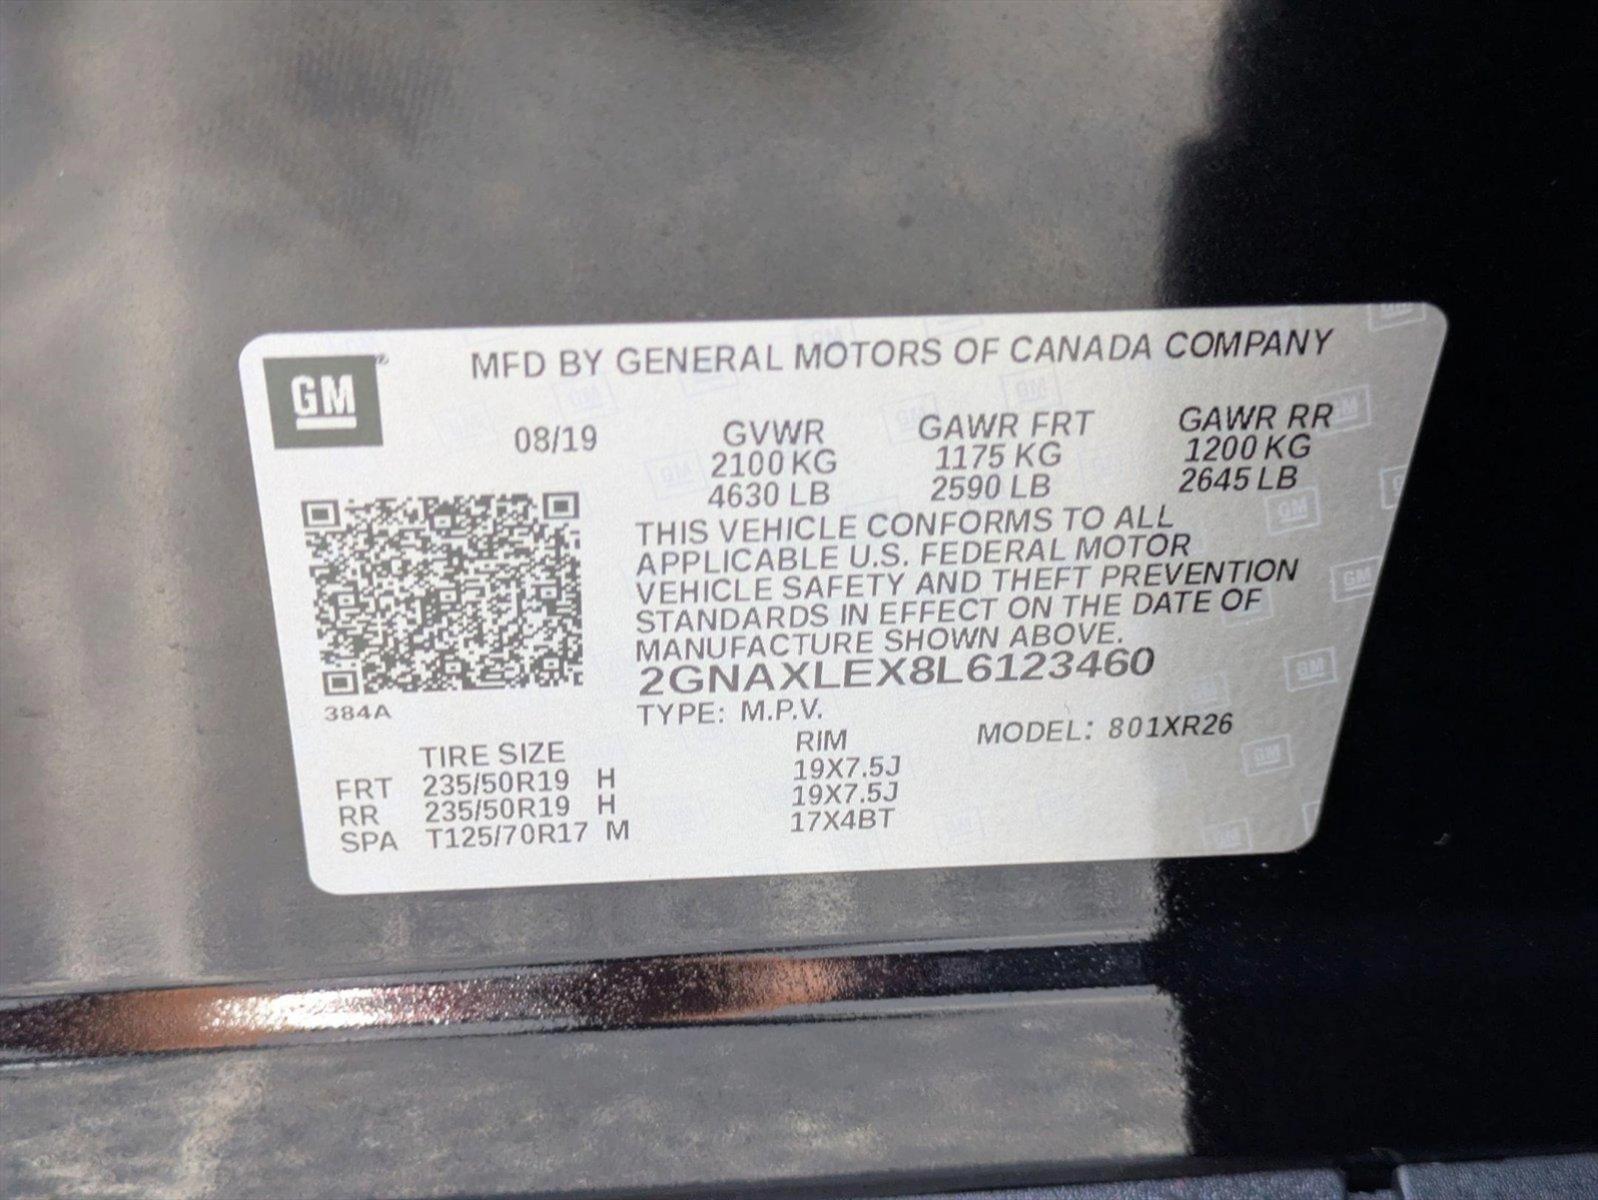 GM
MFD BY GENERAL MOTORS OF CANADA COMPANY
08/19 GVWR GAWR FRT GAWR RR
2100 KG 1175 KG 1200 KG
4630 LB 2590 LB 2645 LB
THIS VEHICLE CONFORMS TO ALL
APPLICABLE U.S. FEDERAL MOTOR
VEHICLE SAFETY AND THEFT PREVENTION
STANDARDS IN EFFECT ON THE DATE OF
MANUFACTURE SHOWN ABOVE.
2GNAXLEX8L6123460
384A
TYPE: M.P.V.
MODEL: 801XR26
TIRE SIZE RIM
FRT 235/50R19 H 19X7.5J
RR 235/50R19 H 19X7.5J
SPA T125/70R17 M 17X4BT